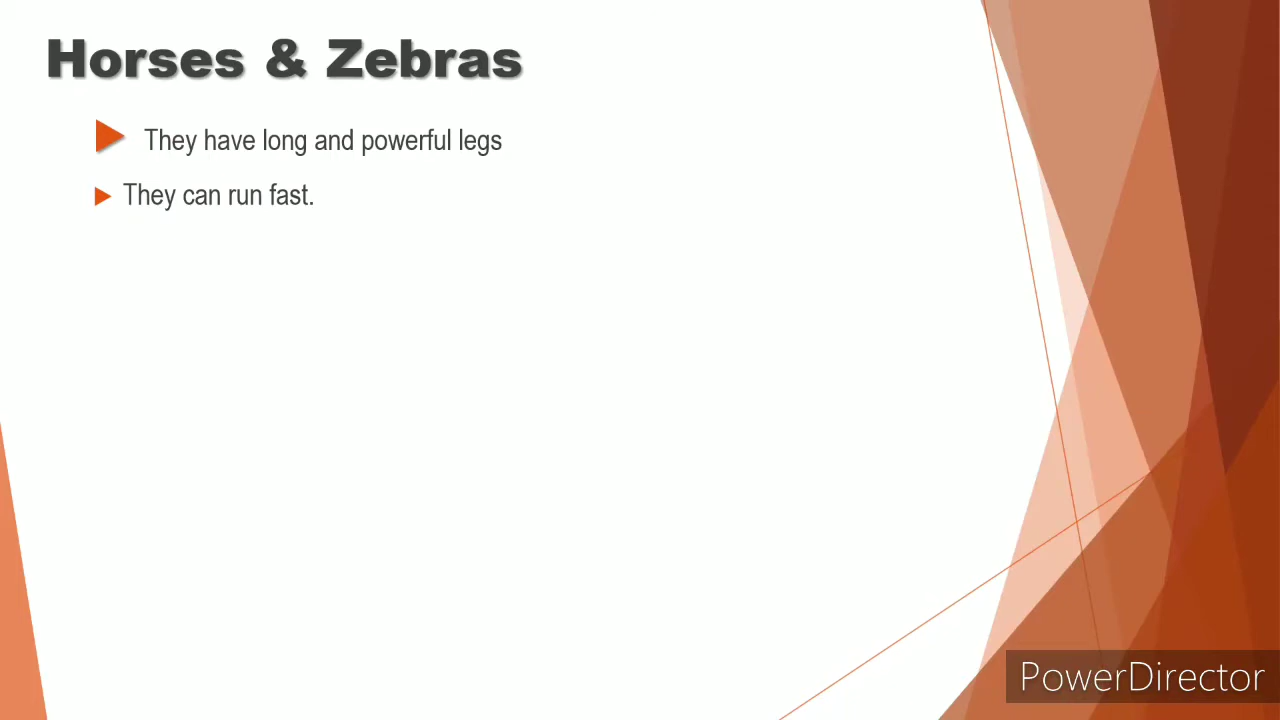 Horses & Zebras
They have long and powerful legs
They can run fast.
PowerDirector